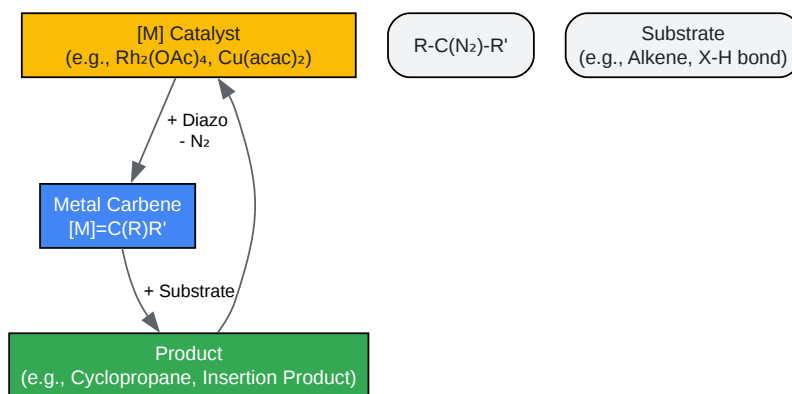 [M] Catalyst
(e.g., Rh₂(OAc)₄, Cu(acac)₂)
R-C(N₂)-R'
Substrate
(e.g., Alkene, X-H bond)
+ Diazo
- N₂
Metal Carbene
[M]=C(R)R'
+ Substrate
Product
(e.g., Cyclopropane, Insertion Product)